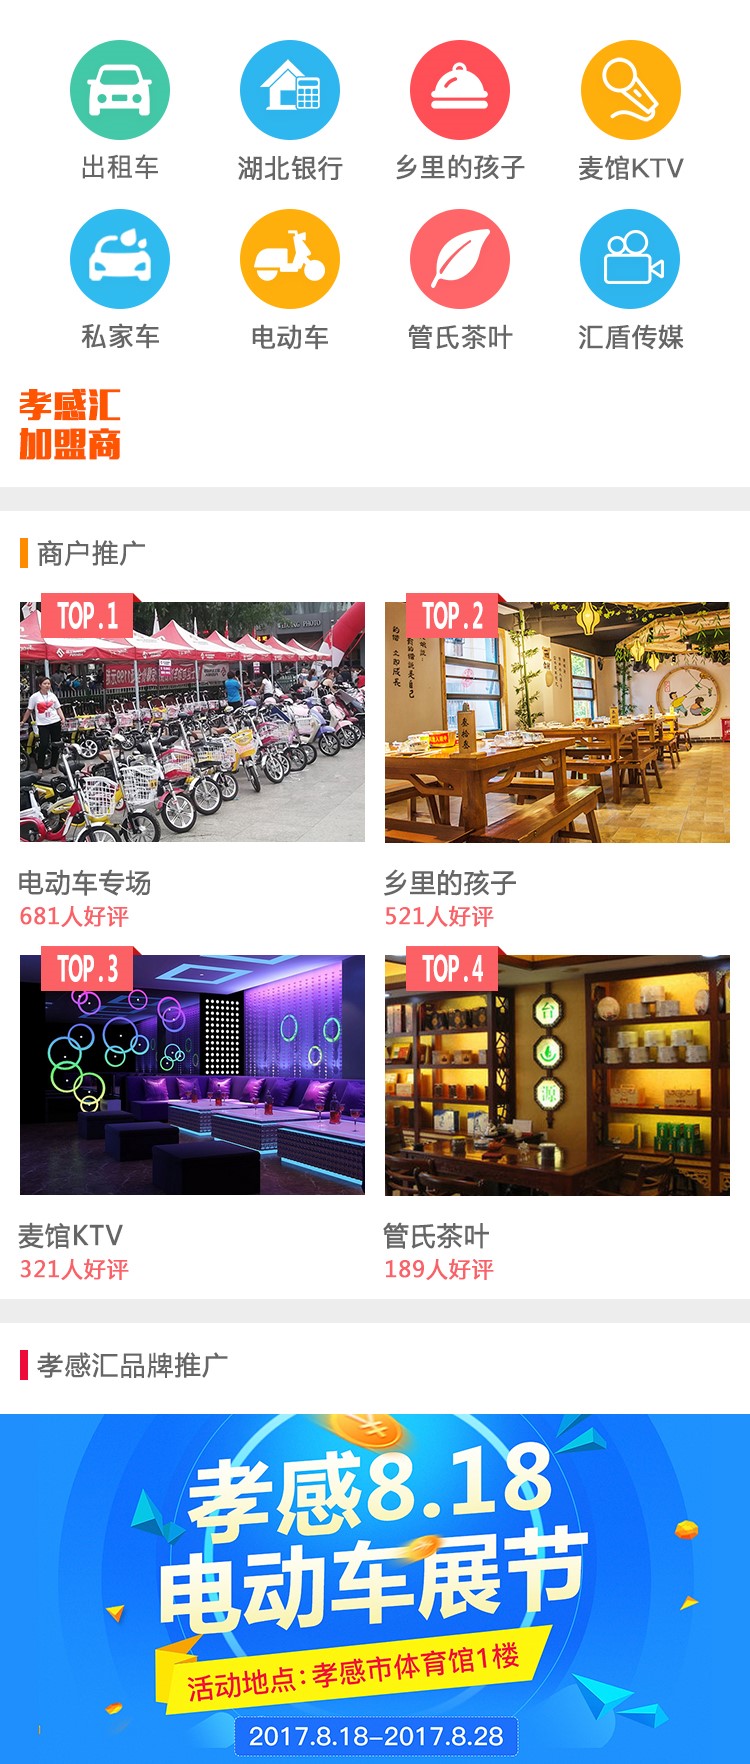 出租车
湖北银行
乡里的孩子
麦馆KTV
私家车
电动车
管氏茶叶
汇盾传媒
孝感汇
加盟商
商户推广
TOP.1
TOP.2
电动车专场
681人好评
乡里的孩子
521人好评
TOP.3
TOP.4
台
源
麦馆KTV
321人好评
管氏茶叶
189人好评
孝感汇品牌推广
孝感8.18
电动车展节
活动地点:孝感市体育馆1楼
2017.8.18-2017.8.28